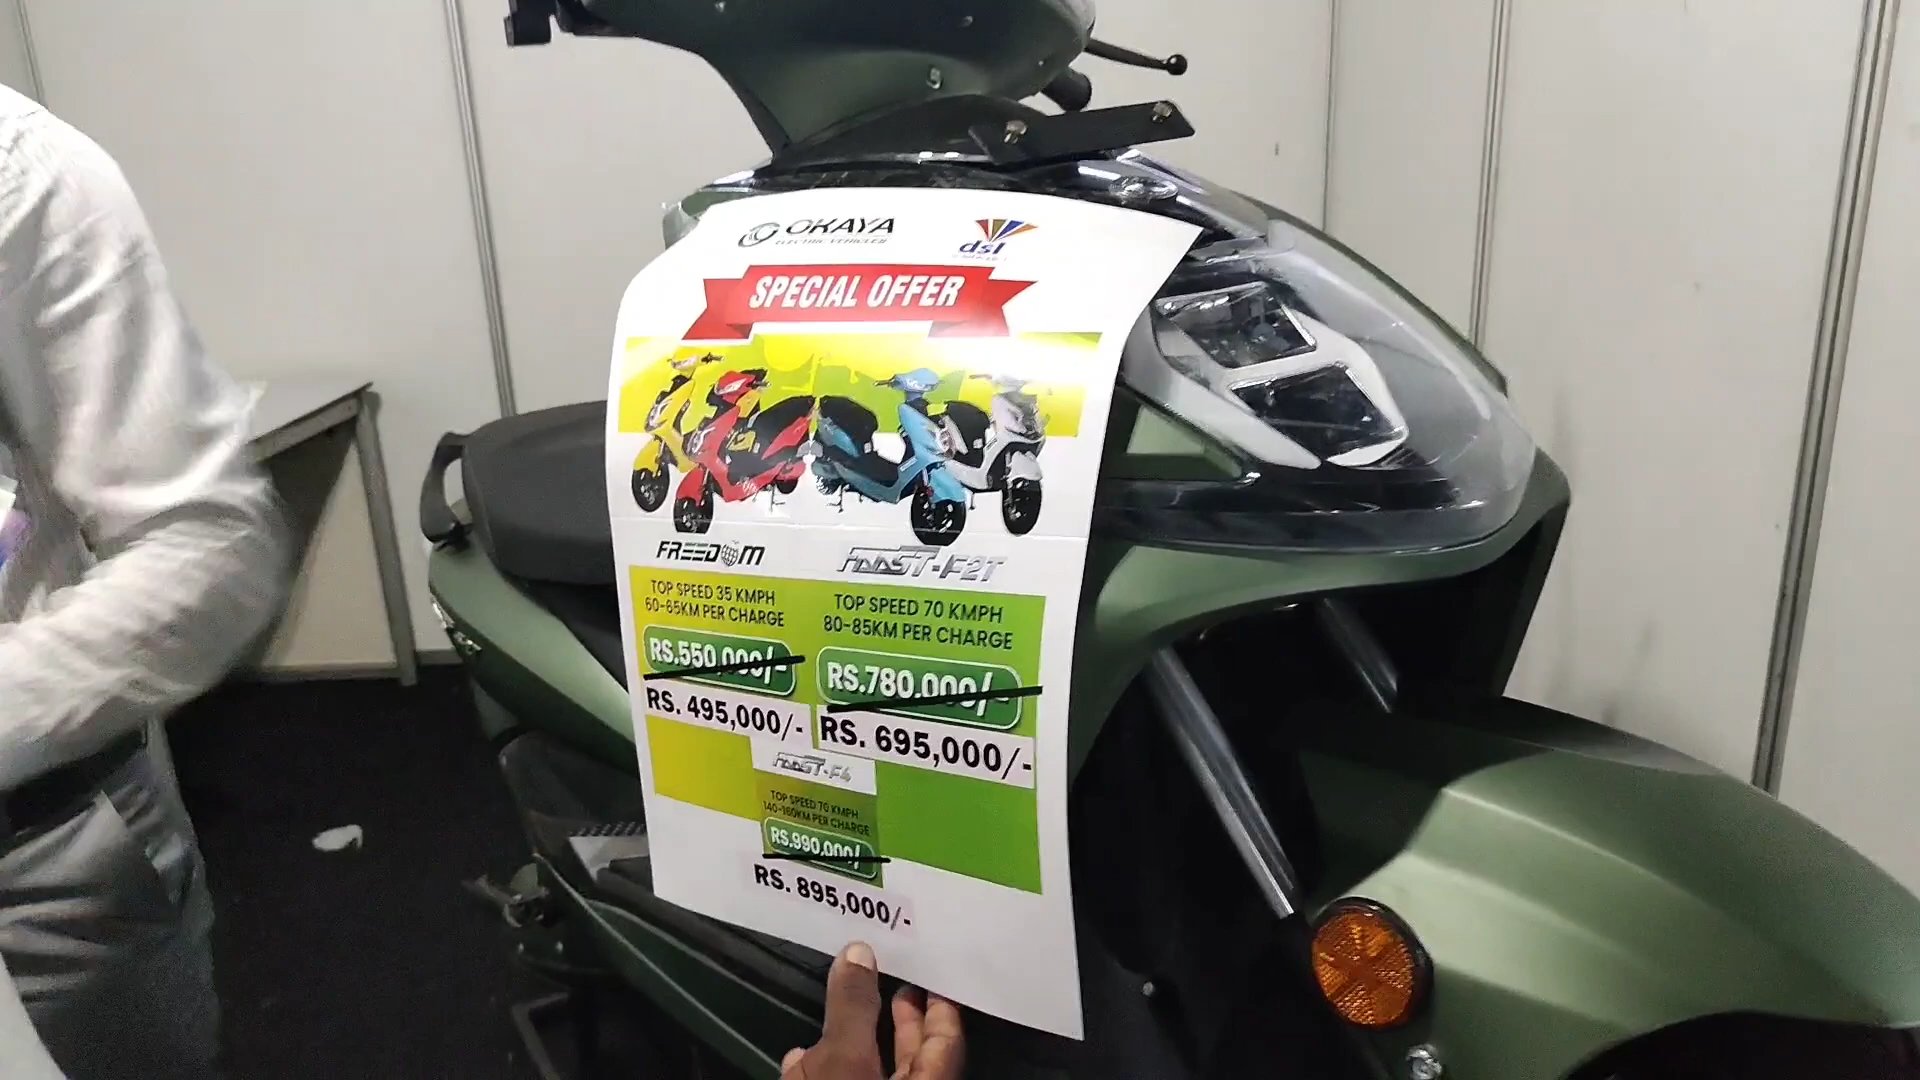 OKAYA
ELECTRIC VEHICLES
dsl
SPECIAL OFFER
FREEDOM
FAAST-F2T
TOP SPEED 35 KMPH
60-65KM PER CHARGE
RS.550,000/-
RS. 495,000/-
TOP SPEED 70 KMPH
80-85KM PER CHARGE
RS.780,000/-
RS. 695,000/-
FAAST-F4
TOP SPEED 70 KMPH
140-160KM PER CHARGE
RS.990,000/-
RS. 895,000/-